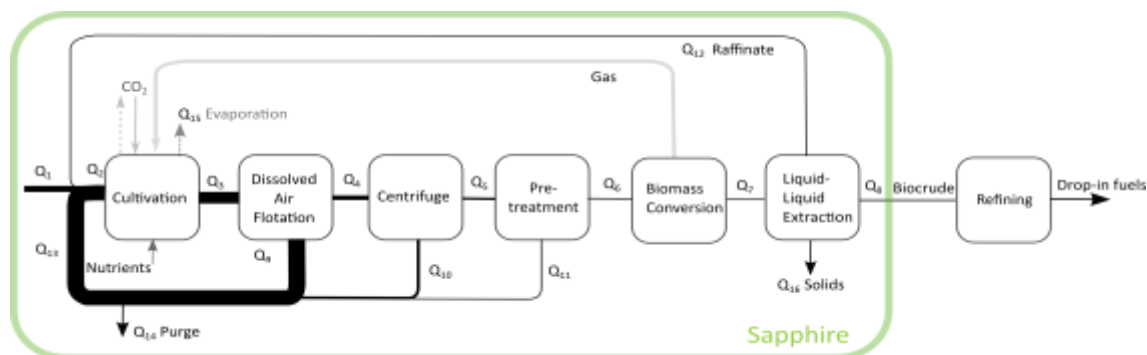 Q12 Raffinate
Gas
CO2
Q15 Evaporation
Q1
Q2
Cultivation
Q3
Dissolved
Air
Flotation
Q4
Centrifuge
Q5
Pre-
treatment
Q6
Biomass
Conversion
Q7
Liquid-
Liquid
Extraction
Q8
Biocrude
Refining
Drop-in fuels
Q13
Nutrients
Q9
Q10
Q11
Q16 Solids
Q14 Purge
Sapphire